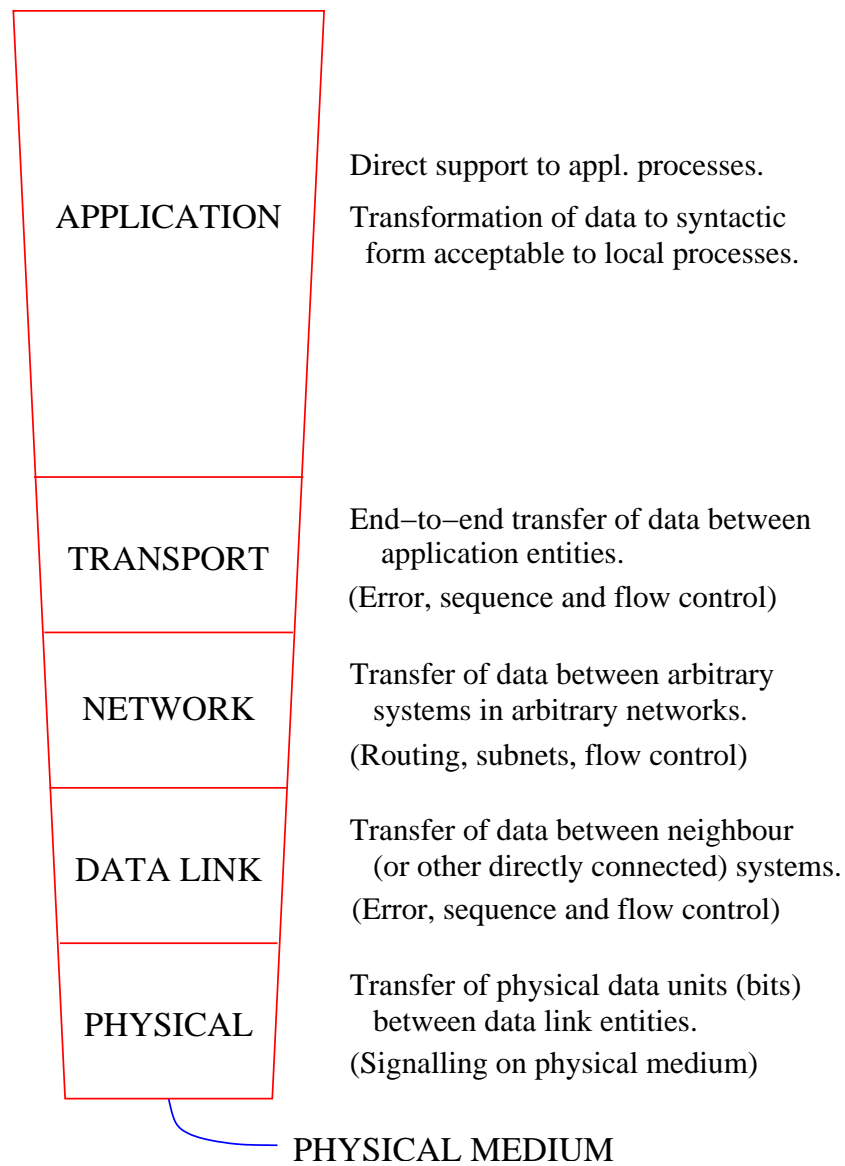 APPLICATION
Direct support to appl. processes.
Transformation of data to syntactic
form acceptable to local processes.
TRANSPORT
End−to−end transfer of data between
application entities.
(Error, sequence and flow control)
NETWORK
Transfer of data between arbitrary
systems in arbitrary networks.
(Routing, subnets, flow control)
DATA LINK
Transfer of data between neighbour
(or other directly connected) systems.
(Error, sequence and flow control)
PHYSICAL
Transfer of physical data units (bits)
between data link entities.
(Signalling on physical medium)
PHYSICAL MEDIUM